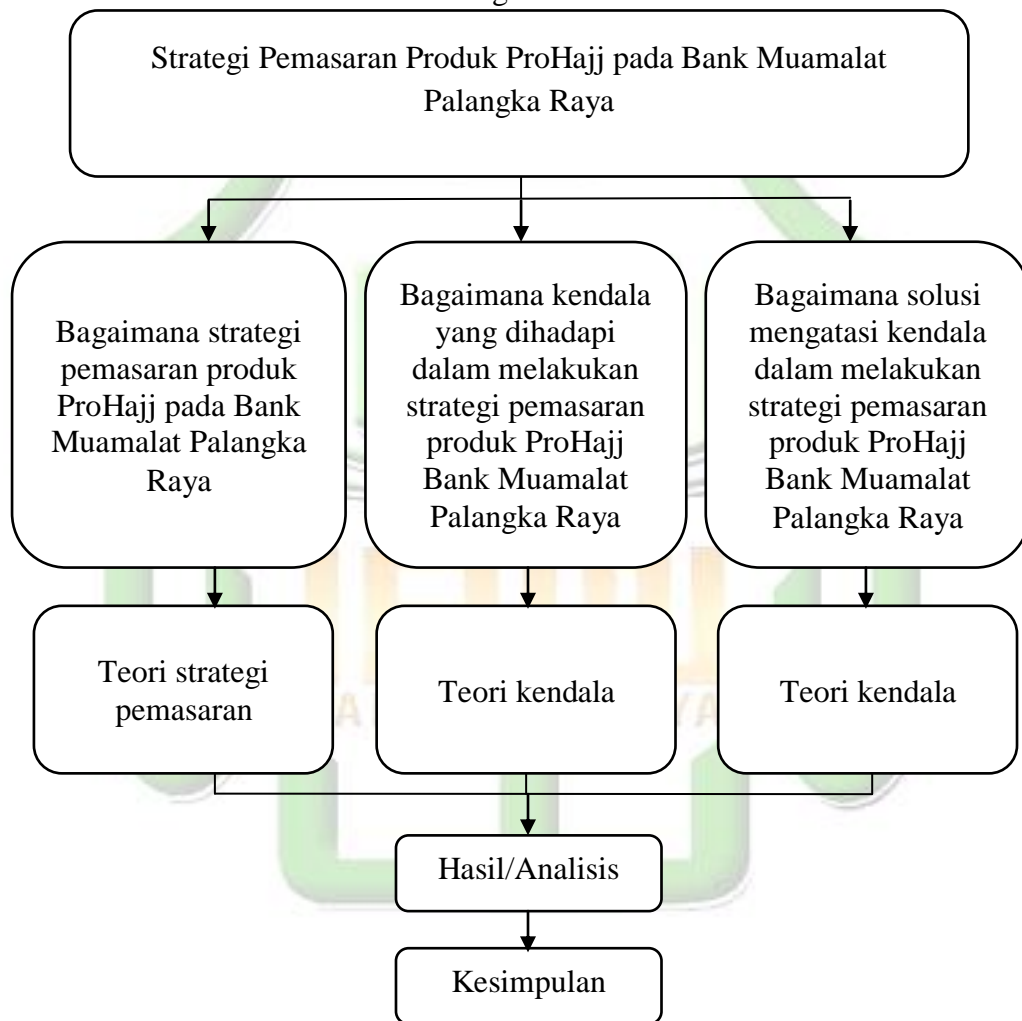 Strategi Pemasaran Produk ProHajj pada Bank Muamalat
Palangka Raya
Bagaimana strategi
pemasaran produk
ProHajj pada Bank
Muamalat Palangka
Raya
Bagaimana kendala
yang dihadapi
dalam melakukan
strategi pemasaran
produk ProHajj
Bank Muamalat
Palangka Raya
Bagaimana solusi
mengatasi kendala
dalam melakukan
strategi pemasaran
produk ProHajj
Bank Muamalat
Palangka Raya
Teori strategi
pemasaran
Teori kendala
Teori kendala
Hasil/Analisis
Kesimpulan